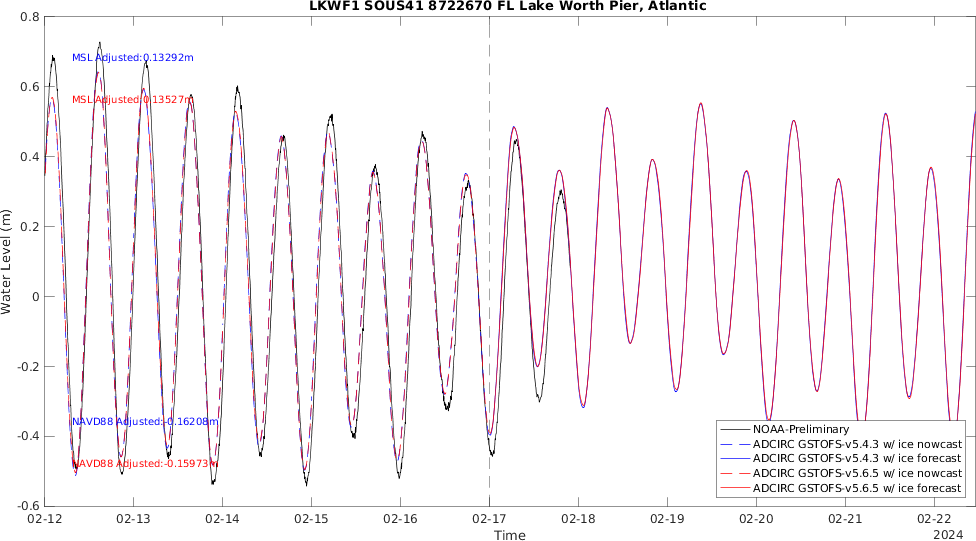 LKWF1 SOUS41 8722670 FL Lake Worth Pier, Atlantic
0.8
0.6
0.4
0.2
0
-0.2
-0.4
-0.6
Water Level (m)
MSL Adjusted:0.13292m
MSL Adjusted:0.13527m
NAVD88 Adjusted:-0.16208m
NAVD88 Adjusted:-0.15973m
NOAA-Preliminary
ADCIRC GSTOFS-v5.4.3 w/ ice nowcast
ADCIRC GSTOFS-v5.4.3 w/ ice forecast
ADCIRC GSTOFS-v5.6.5 w/ ice nowcast
ADCIRC GSTOFS-v5.6.5 w/ ice forecast
02-12 02-13 02-14 02-15 02-16 02-17 02-18 02-19 02-20 02-21 02-22
Time
2024